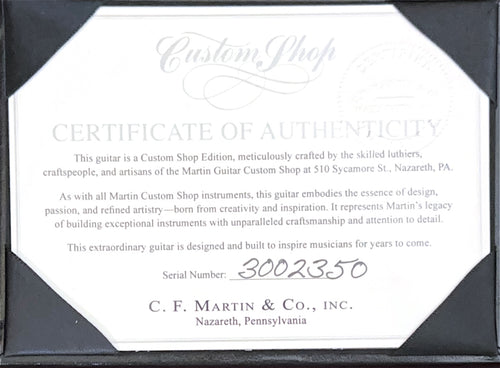 Custom Shop
CERTIFICATE OF AUTHENTICITY
This guitar is a Custom Shop Edition, meticulously crafted by the skilled luthiers,
craftspeople, and artisans of the Martin Guitar Custom Shop at 510 Sycamore St., Nazareth, PA.
As with all Martin Custom Shop instruments, this guitar embodies the essence of design,
passion, and refined artistry—born from creativity and inspiration. It represents Martin's legacy
of building exceptional instruments with unparalleled craftsmanship and attention to detail.
This extraordinary guitar is designed and built to inspire musicians for years to come.
Serial Number: 3002350
C. F. MARTIN & CO., INC.
Nazareth, Pennsylvania